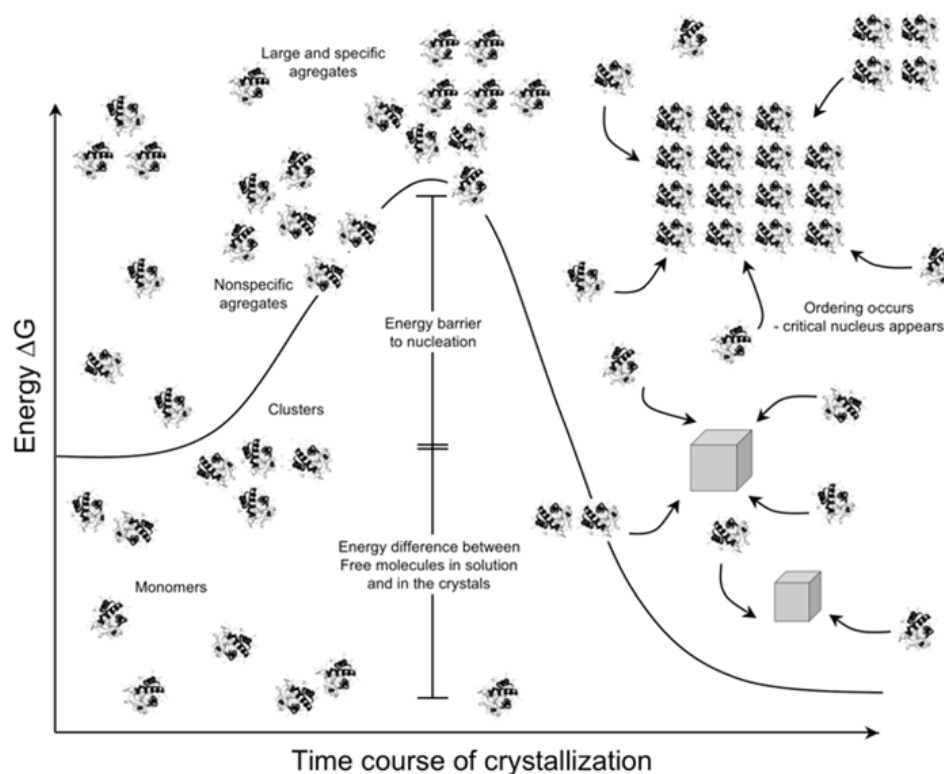 Large and specific
agregates
Nonspecific
agregates
Energy barrier
to nucleation
Ordering occurs
- critical nucleus appears
Clusters
Energy difference between
Free molecules in solution
and in the crystals
Monomers
Energy ΔG
Time course of crystallization